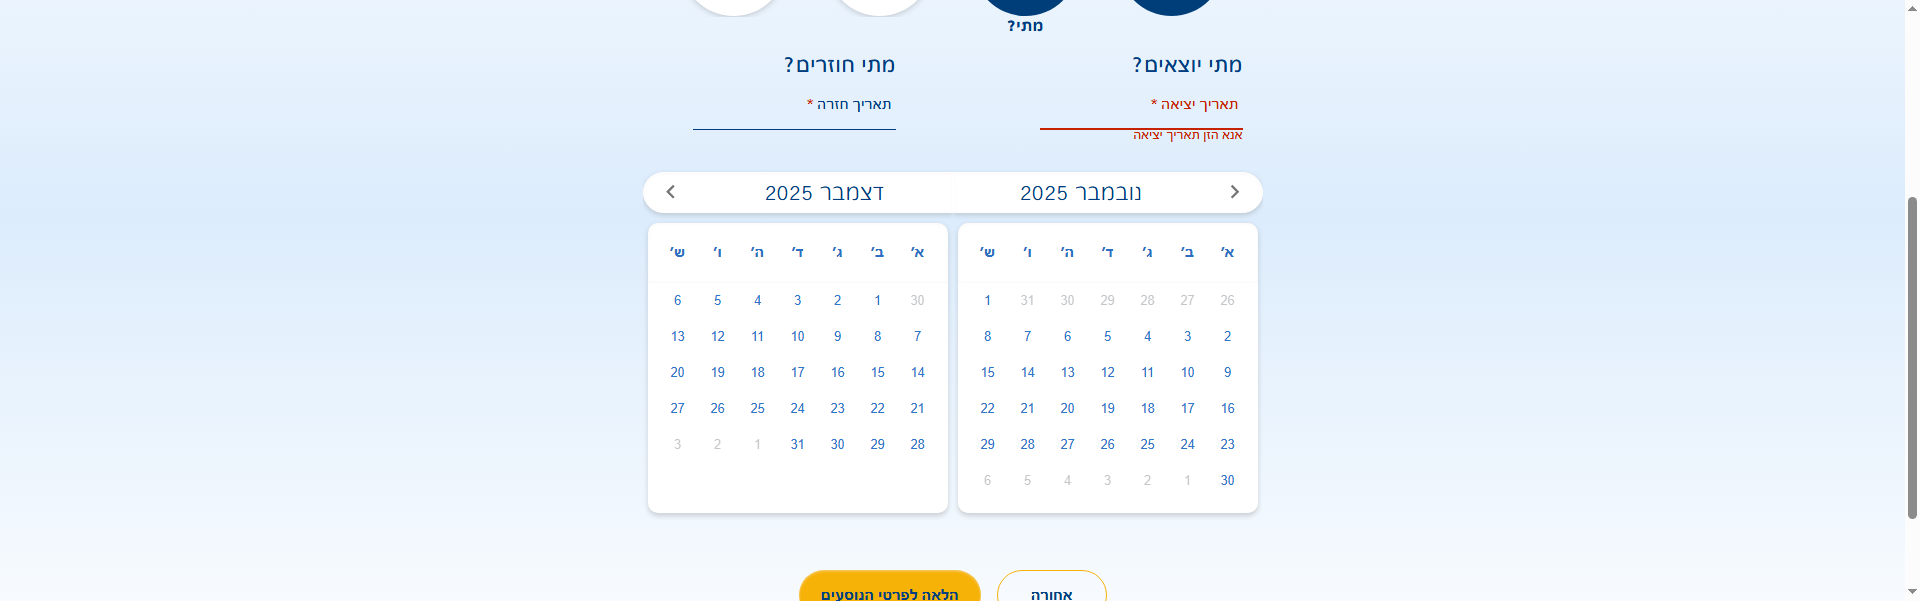 מתי?
מתי יוצאים?
תאריך יציאה *
אנא הזן תאריך יציאה
מתי חוזרים?
תאריך חזרה *
נובמבר 2025
א׳ ב׳ ג׳ ד׳ ה׳ ו׳ ש׳
26 27 28 29 30 31 1
2 3 4 5 6 7 8
9 10 11 12 13 14 15
16 17 18 19 20 21 22
23 24 25 26 27 28 29
30 1 2 3 4 5 6
דצמבר 2025
א׳ ב׳ ג׳ ד׳ ה׳ ו׳ ש׳
30 1 2 3 4 5 6
7 8 9 10 11 12 13
14 15 16 17 18 19 20
21 22 23 24 25 26 27
28 29 30 31 1 2 3
אחורה
הלאה לפרטי הנוסעים